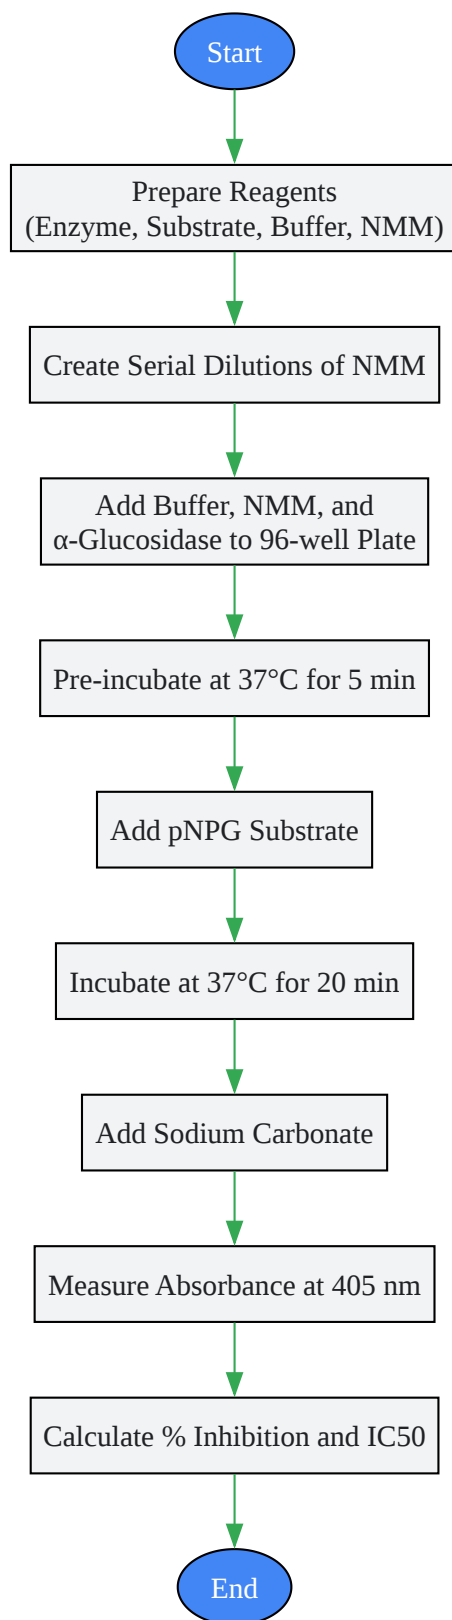 Start
Prepare Reagents
(Enzyme, Substrate, Buffer, NMM)
Create Serial Dilutions of NMM
Add Buffer, NMM, and
α-Glucosidase to 96-well Plate
Pre-incubate at 37°C for 5 min
Add pNPG Substrate
Incubate at 37°C for 20 min
Add Sodium Carbonate
Measure Absorbance at 405 nm
Calculate % Inhibition and IC50
End